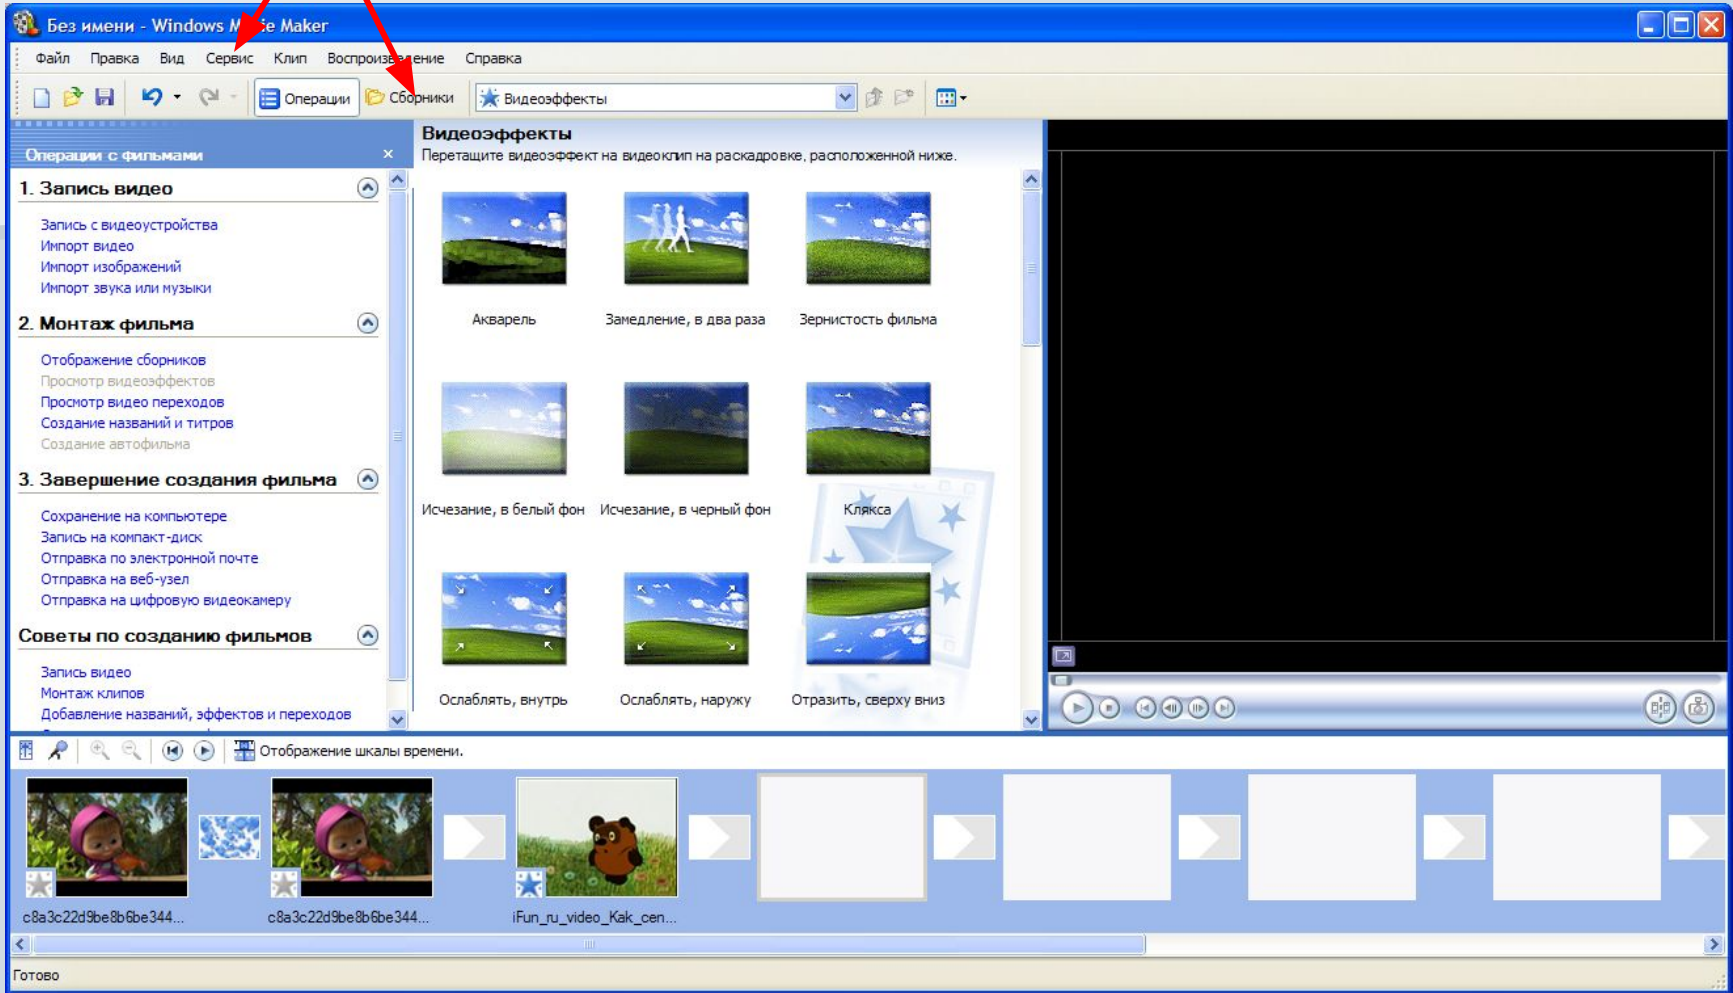 Без имени - Windows Movie Maker
Файл Правка Вид Сервис Клип Воспроизведение Справка
Операции Сборники Видеоэффекты
Операции с фильмами
1. Запись видео
Запись с видеоустройства
Импорт видео
Импорт изображений
Импорт звука или музыки
2. Монтаж фильма
Отображение сборников
Просмотр видеоэффектов
Просмотр видео переходов
Создание названий и титров
Создание автофильма
3. Завершение создания фильма
Сохранение на компьютере
Запись на компакт-диск
Отправка по электронной почте
Отправка на веб-узел
Отправка на цифровую видеокамеру
Советы по созданию фильмов
Запись видео
Монтаж клипов
Добавление названий, эффектов и переходов
Видеоэффекты
Перетащите видеоэффект на видеоклип на раскадровке, расположенной ниже.
Акварель Замедление, в два раза Зернистость фильма
Исчезание, в белый фон Исчезание, в черный фон Клякса
Ослаблять, внутрь Ослаблять, наружу Отразить, сверху вниз
Отображение шкалы времени.
c8a3c22d9be8b6be344... c8a3c22d9be8b6be344... iFun_ru_video_Kak_cen...
Готово